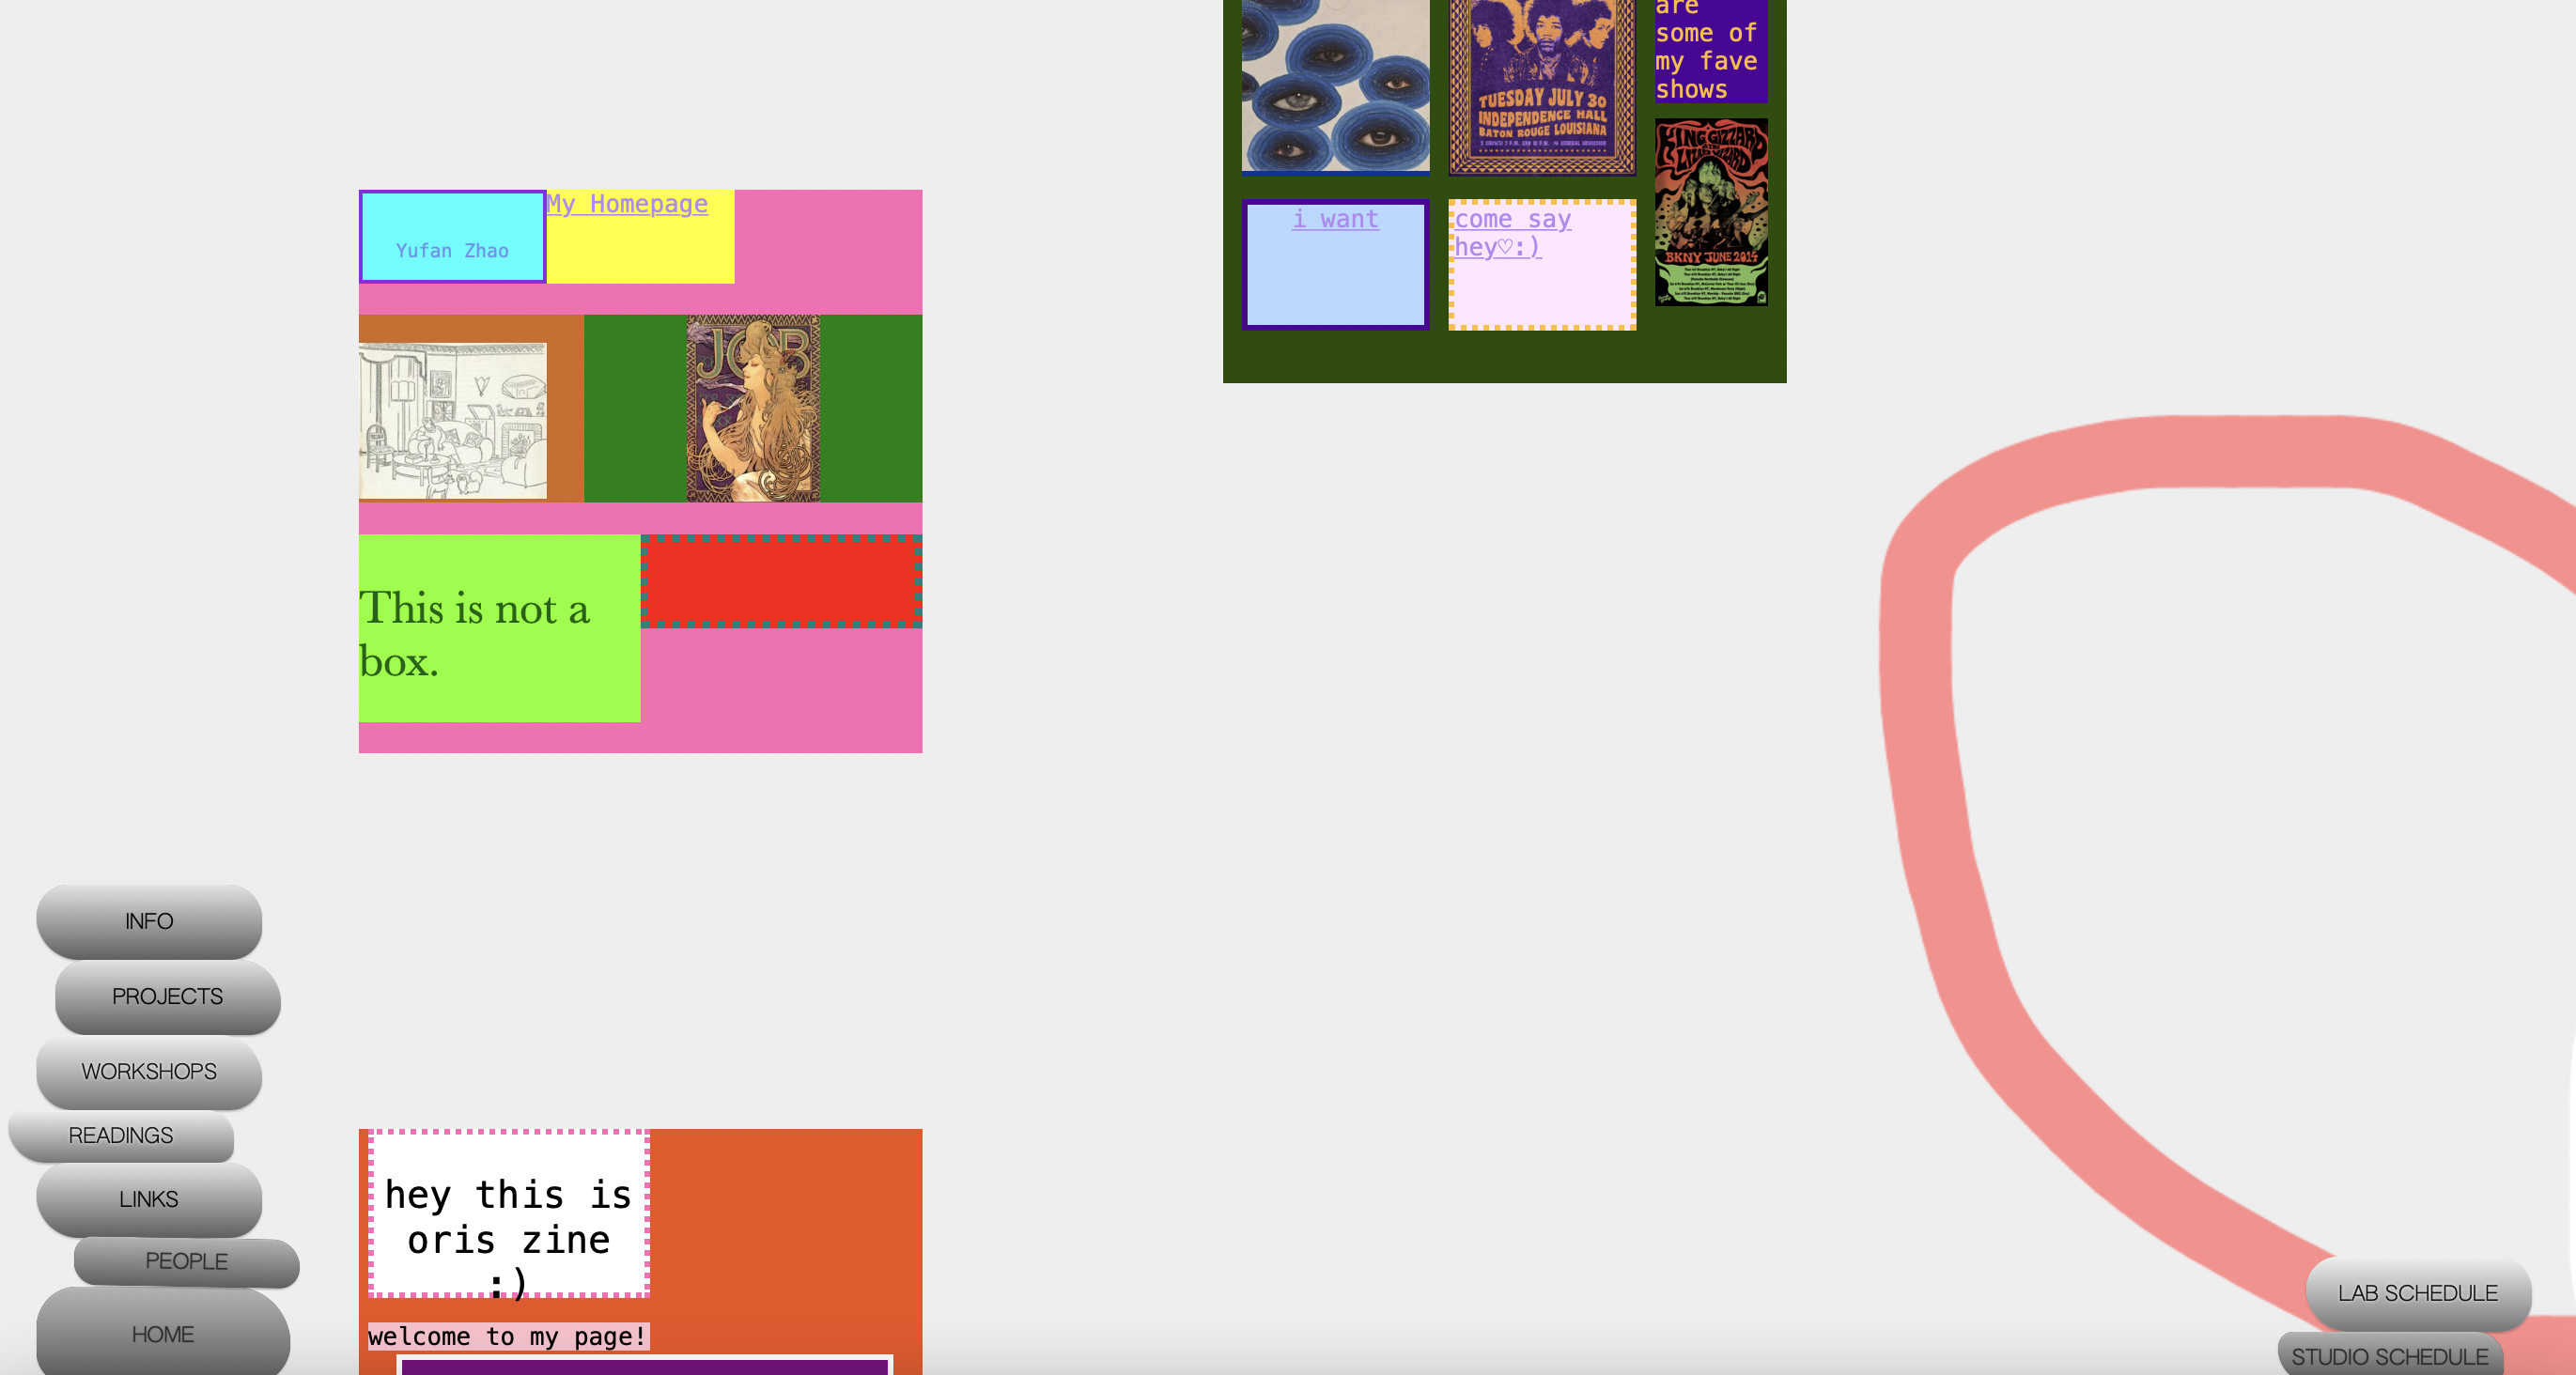 are
some of
my fave
shows
TUESDAY JULY 30
INDEPENDENCE HALL
BATON ROUGE LOUISIANA
KING GIZZARD
LIZARD WIZARD
BKNY JUNE 2014
i want
come say
hey♡:)
Yufan Zhao
My Homepage
JOB
This is not a
box.
INFO
PROJECTS
WORKSHOPS
READINGS
LINKS
PEOPLE
HOME
hey this is
oris zine
:)
welcome to my page!
LAB SCHEDULE
STUDIO SCHEDULE